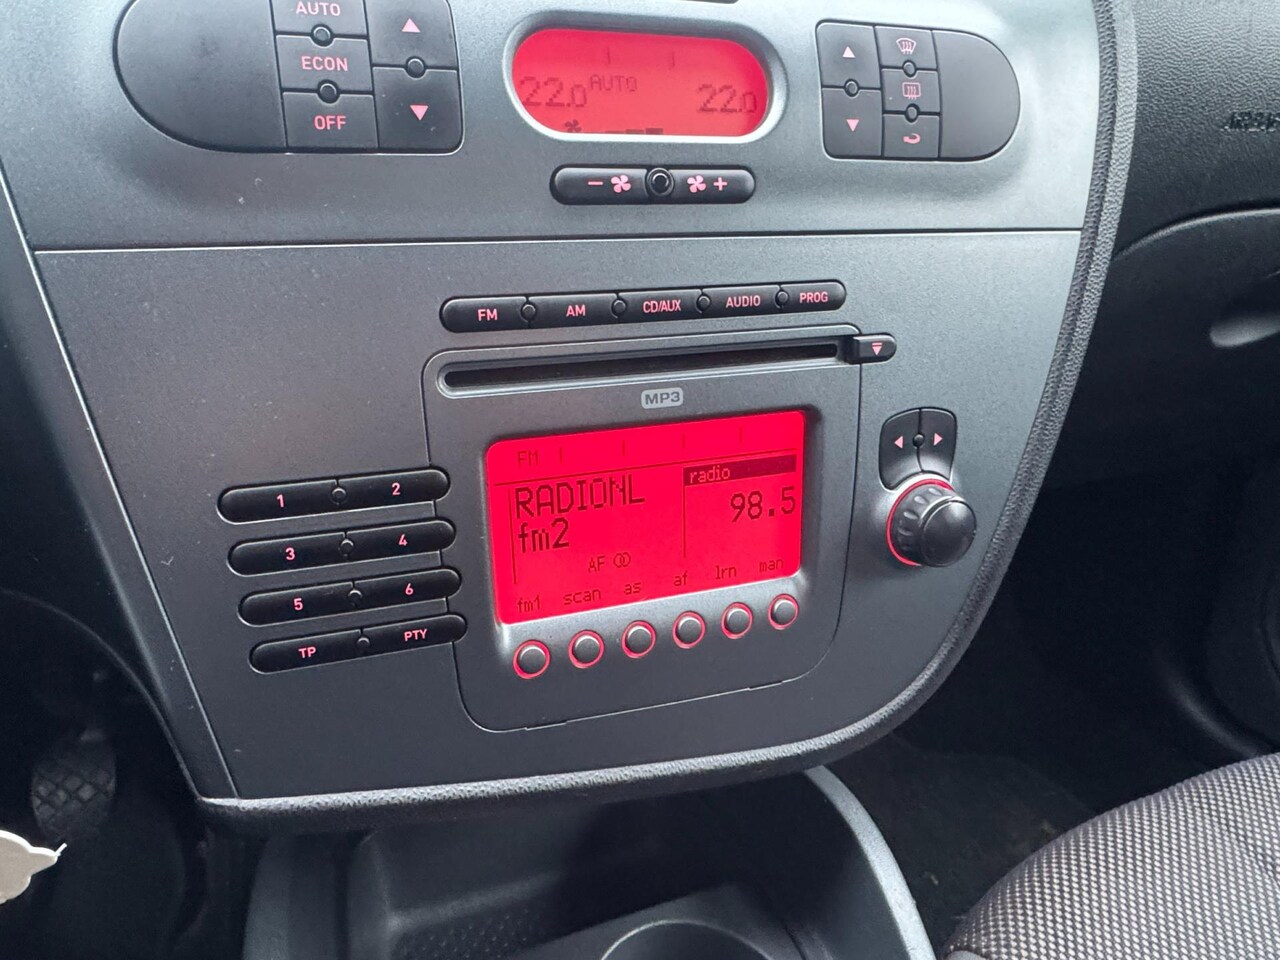 AUTO
ECON
OFF
22.0 AUTO 22.0
- +
FM AM CD/AUX AUDIO PROG
MP3
FM
RADIONL radio
fm2 98.5
AF
fm1 scan as af lrn man
1 2
3 4
5 6
TP PTY